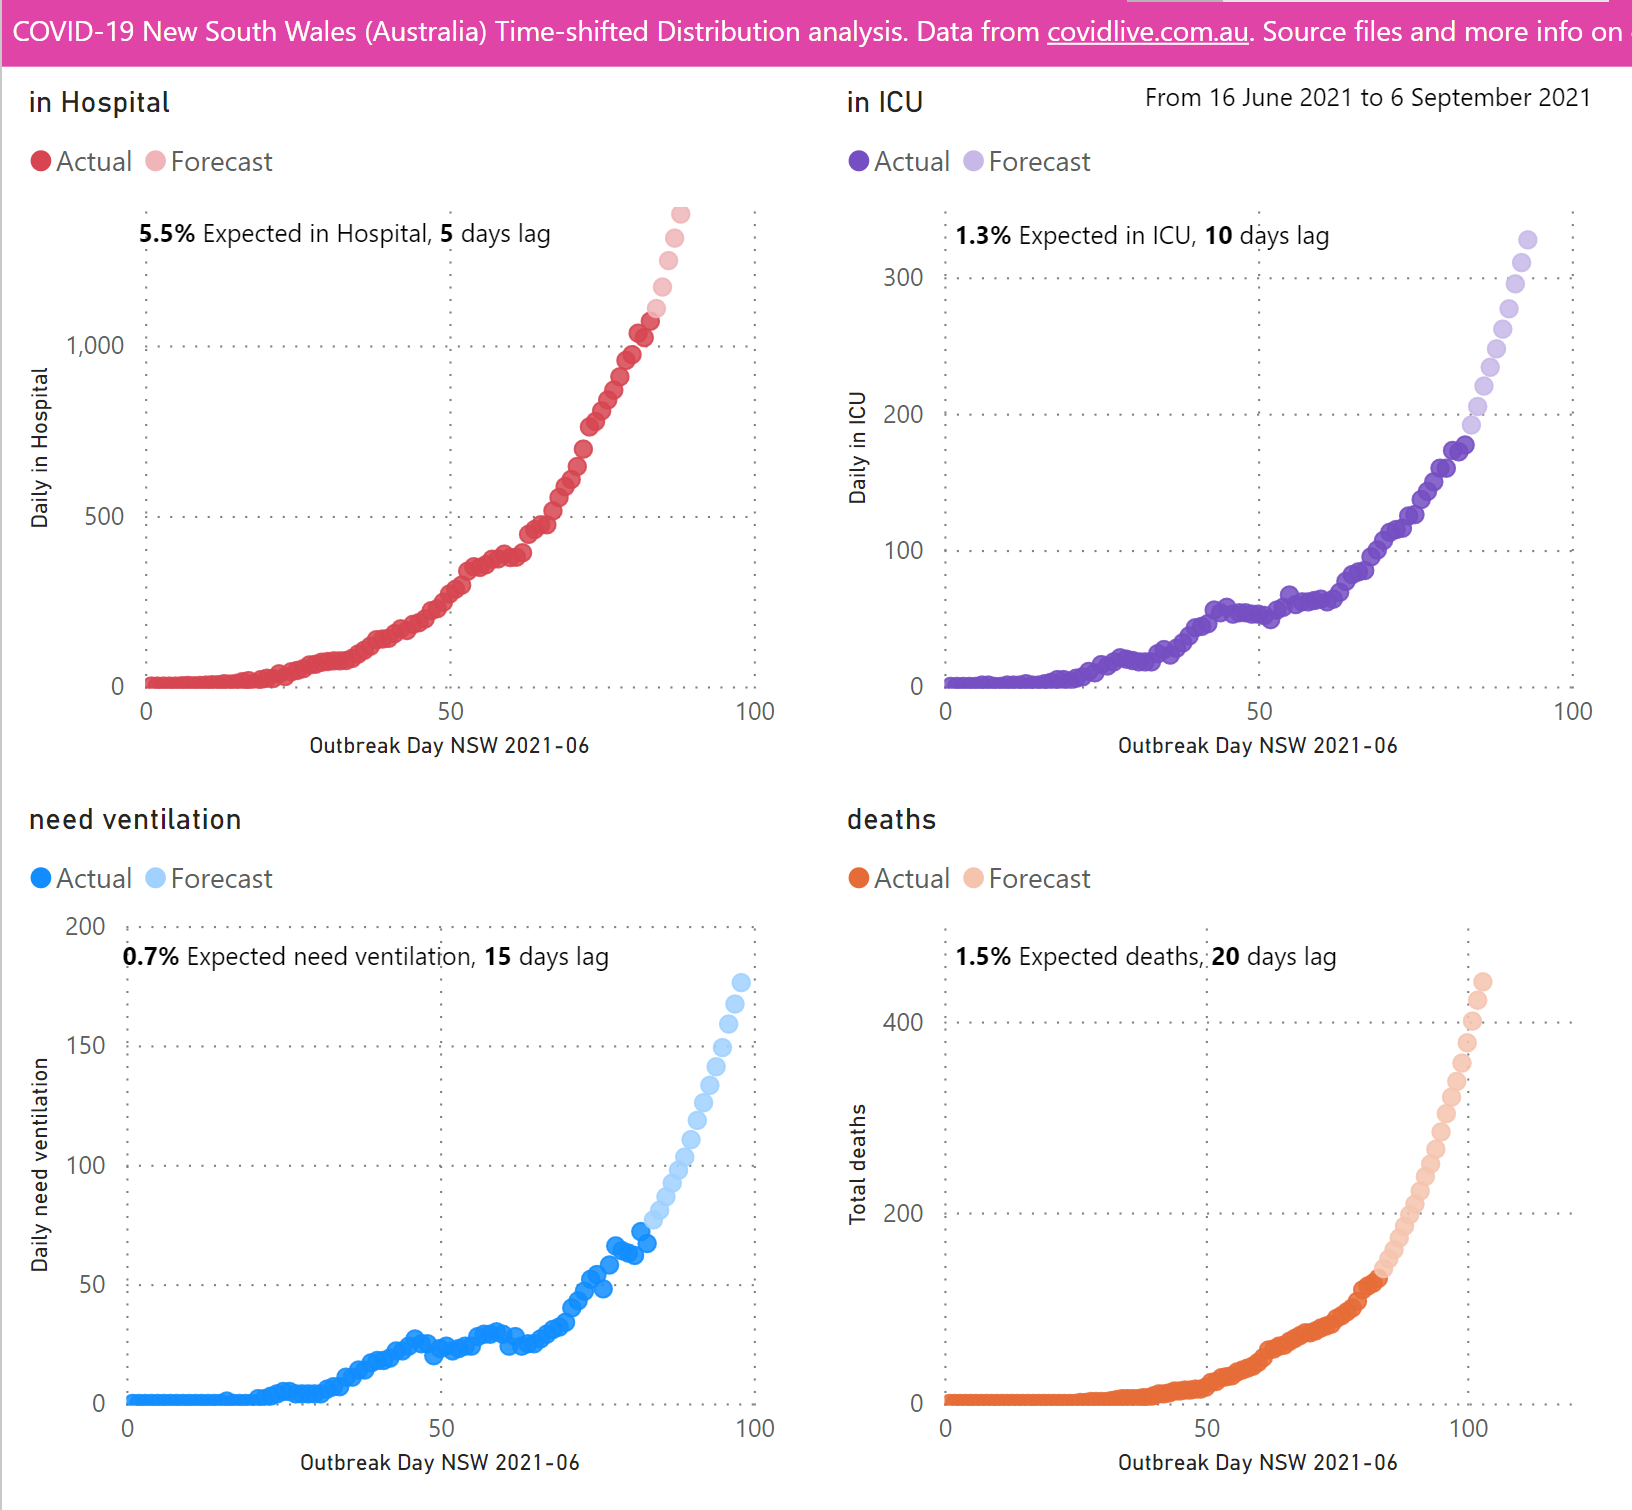 COVID-19 New South Wales (Australia) Time-shifted Distribution analysis. Data from covidlive.com.au. Source files and more info on
in Hospital
Actual Forecast
5.5% Expected in Hospital, 5 days lag
1,000
500
0
Daily in Hospital
0 50 100
Outbreak Day NSW 2021-06
in ICU
From 16 June 2021 to 6 September 2021
Actual Forecast
1.3% Expected in ICU, 10 days lag
300
200
100
0
Daily in ICU
0 50 100
Outbreak Day NSW 2021-06
need ventilation
Actual Forecast
200
0.7% Expected need ventilation, 15 days lag
150
100
50
0
Daily need ventilation
0 50 100
Outbreak Day NSW 2021-06
deaths
Actual Forecast
1.5% Expected deaths, 20 days lag
400
200
0
Total deaths
0 50 100
Outbreak Day NSW 2021-06